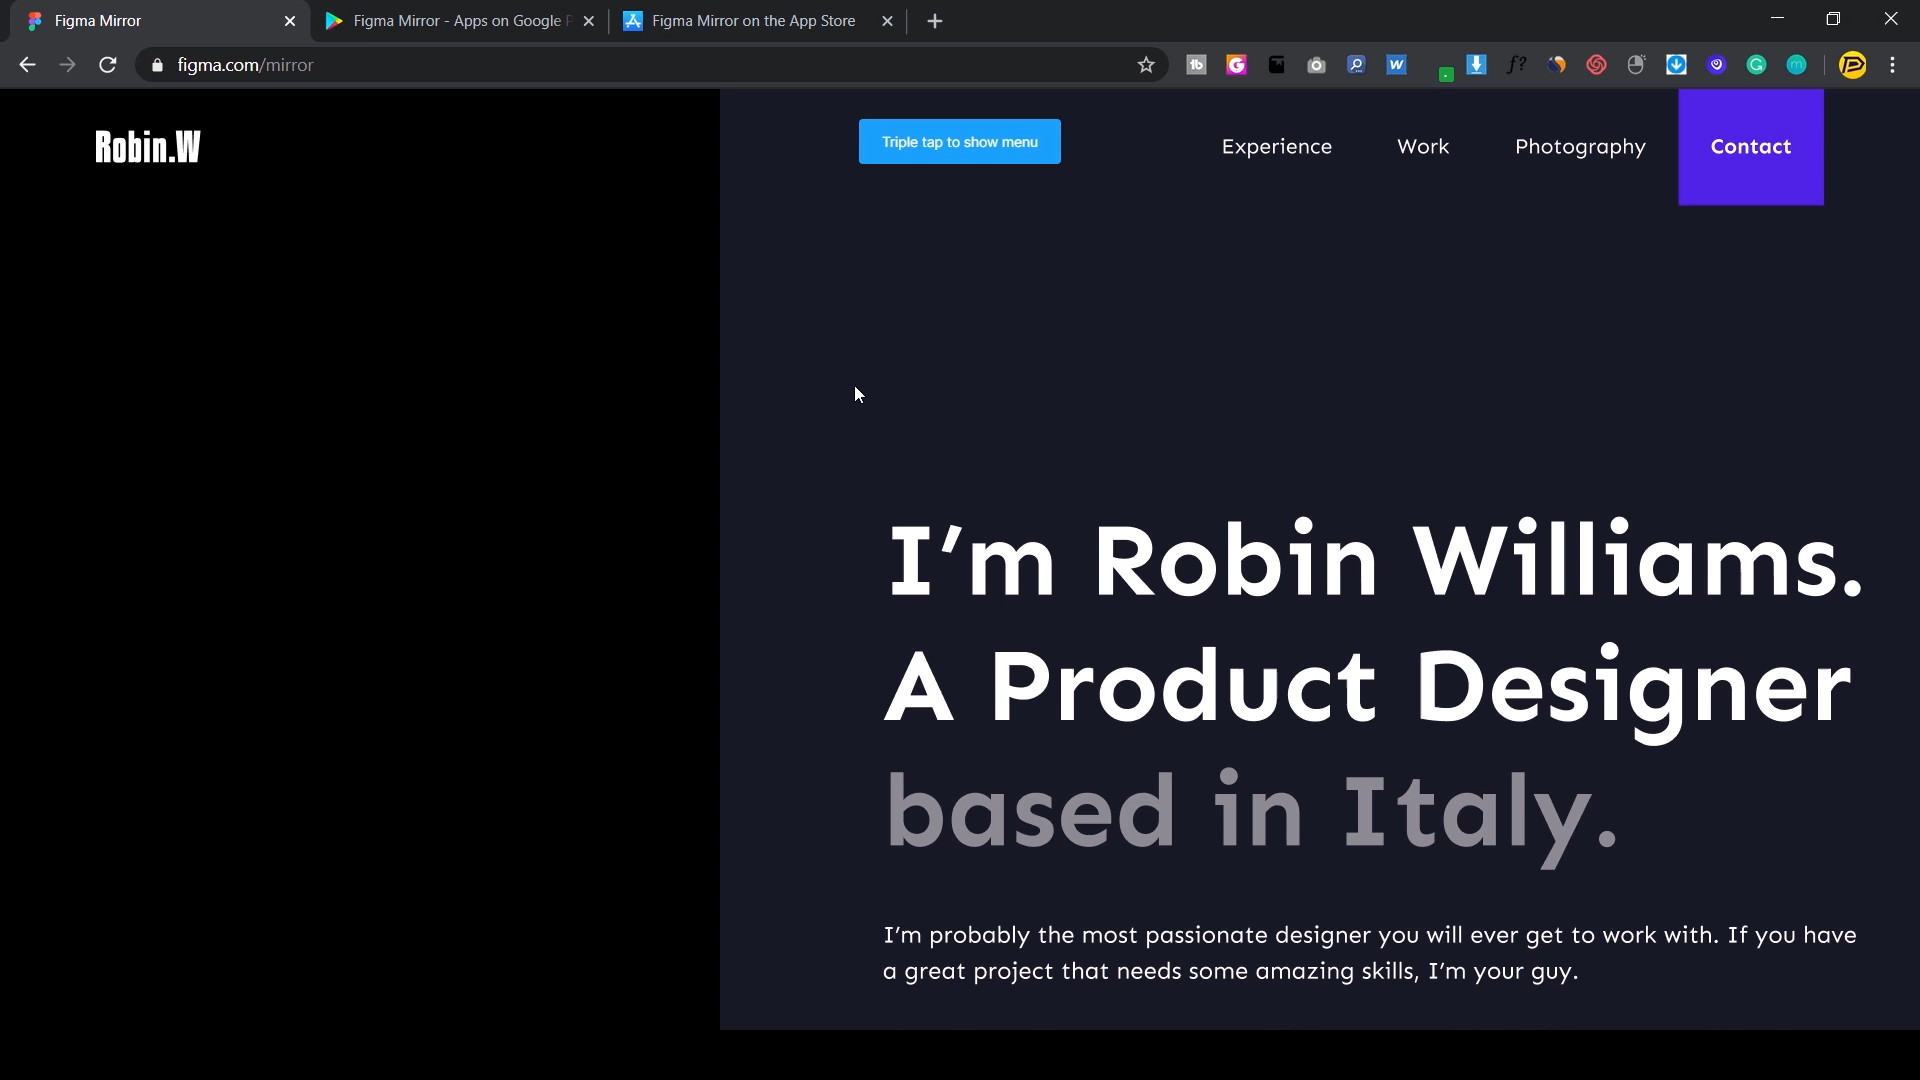 Figma Mirror
Figma Mirror - Apps on Google
Figma Mirror on the App Store
figma.com/mirror
Robin.W
Triple tap to show menu
Experience
Work
Photography
Contact
I’m Robin Williams.
A Product Designer
based in Italy.
I’m probably the most passionate designer you will ever get to work with. If you have
a great project that needs some amazing skills, I’m your guy.